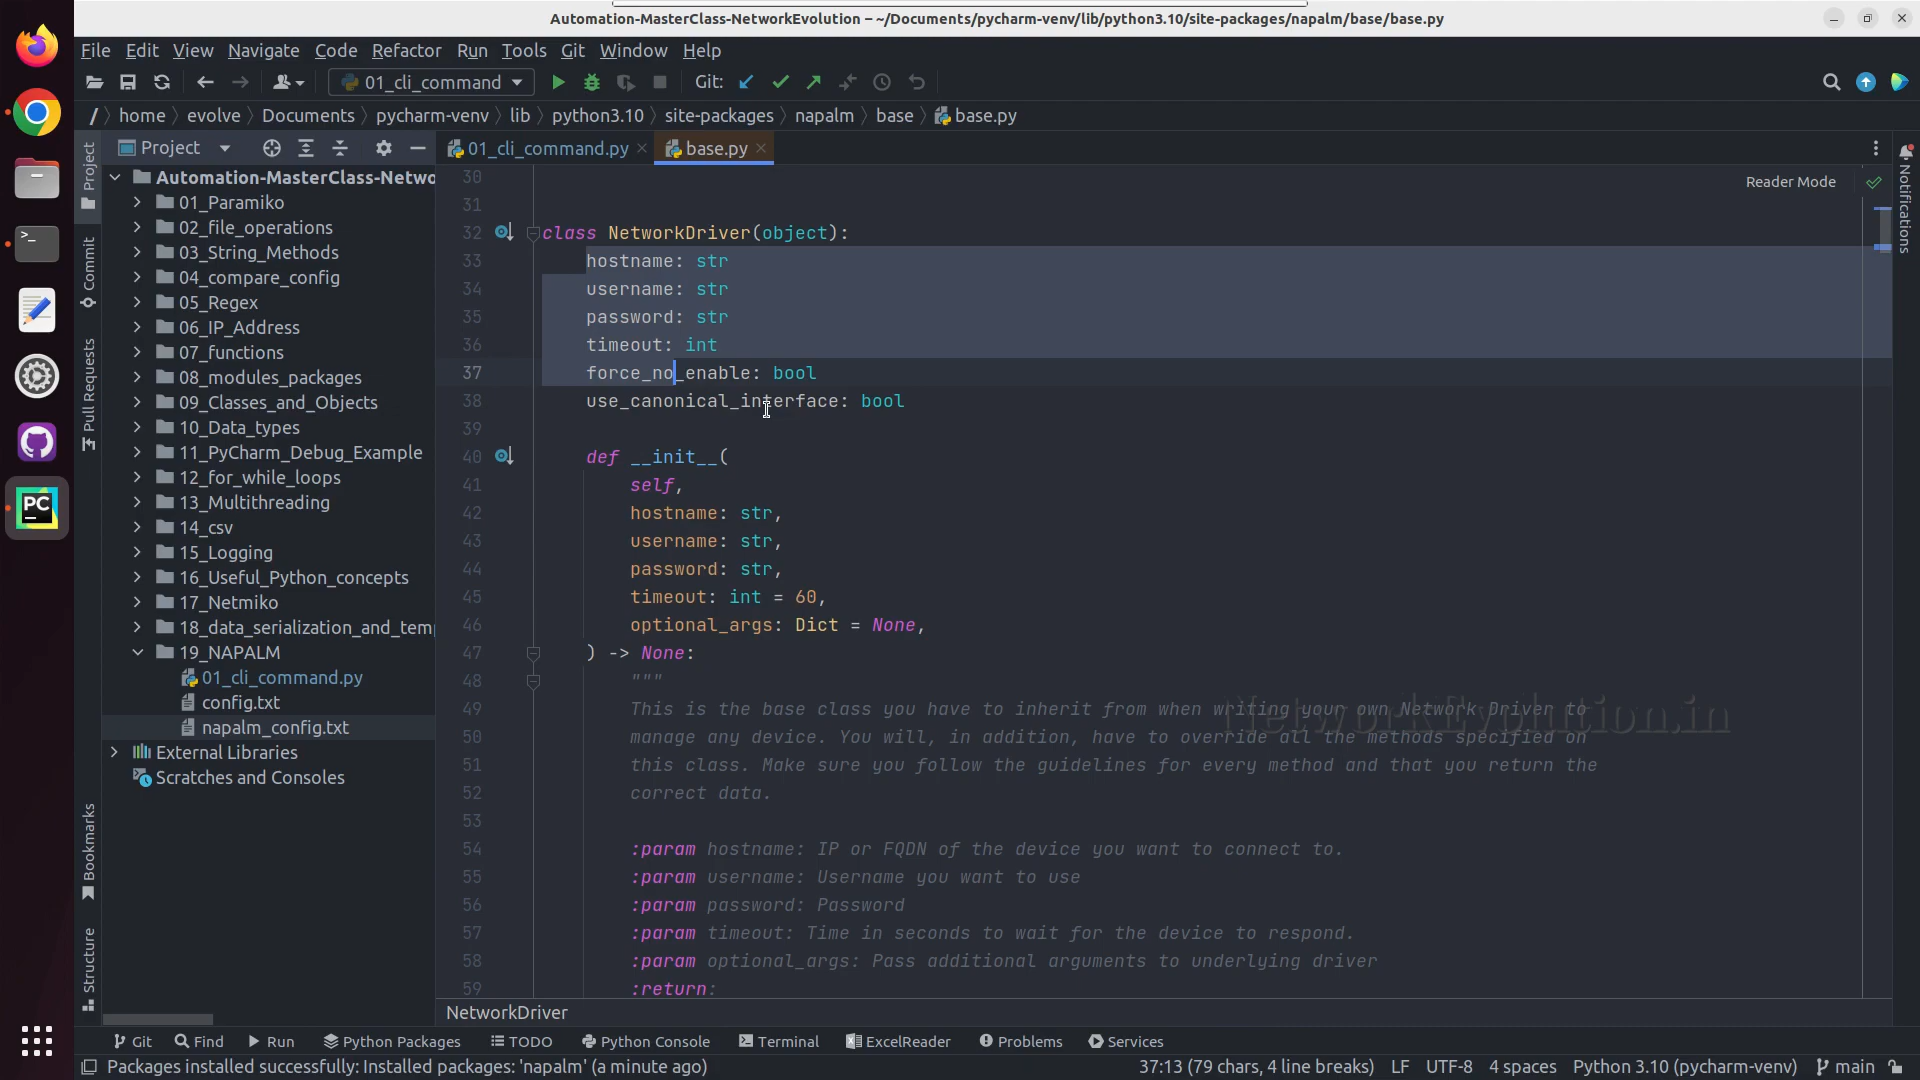 Automation-MasterClass-NetworkEvolution – ~/Documents/pycharm-venv/lib/python3.10/site-packages/napalm/base/base.py
File Edit View Navigate Code Refactor Run Tools Git Window Help
01_cli_command Git:
/ home evolve Documents pycharm-venv lib python3.10 site-packages napalm base base.py
Project
01_cli_command.py
base.py
Reader Mode
Project
Commit
Pull Requests
Bookmarks
Structure
Notifications
Automation-MasterClass-Netwo
01_Paramiko
02_file_operations
03_String_Methods
04_compare_config
05_Regex
06_IP_Address
07_functions
08_modules_packages
09_Classes_and_Objects
10_Data_types
11_PyCharm_Debug_Example
12_for_while_loops
13_Multithreading
14_csv
15_Logging
16_Useful_Python_concepts
17_Netmiko
18_data_serialization_and_tem
19_NAPALM
01_cli_command.py
config.txt
napalm_config.txt
External Libraries
Scratches and Consoles
30
31
32 class NetworkDriver(object):
33 hostname: str
34 username: str
35 password: str
36 timeout: int
37 force_no_enable: bool
38 use_canonical_interface: bool
39
40 def __init__(
41 self,
42 hostname: str,
43 username: str,
44 password: str,
45 timeout: int = 60,
46 optional_args: Dict = None,
47 ) -> None:
48 """
49 This is the base class you have to inherit from when writing your own Network Driver to
50 manage any device. You will, in addition, have to override all the methods specified on
51 this class. Make sure you follow the guidelines for every method and that you return the
52 correct data.
53
54 :param hostname: IP or FQDN of the device you want to connect to.
55 :param username: Username you want to use
56 :param password: Password
57 :param timeout: Time in seconds to wait for the device to respond.
58 :param optional_args: Pass additional arguments to underlying driver
59 :return:
NetworkEvolution.in
NetworkDriver
Git Find Run Python Packages TODO Python Console Terminal ExcelReader Problems Services
Packages installed successfully: Installed packages: 'napalm' (a minute ago) 37:13 (79 chars, 4 line breaks) LF UTF-8 4 spaces Python 3.10 (pycharm-venv) main